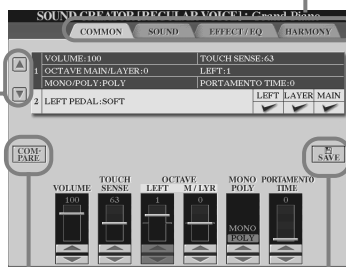 SOUND CREATOR [REGULAR VOICE]: Grand Piano
COMMON SOUND EFFECT/EQ HARMONY
1 VOLUME:100 TOUCH SENSE:63
OCTAVE MAIN/LAYER:0 LEFT:1
MONO/POLY:POLY PORTAMENTO TIME:0
2 LEFT PEDAL:SOFT LEFT LAYER MAIN
COM-
PARE
SAVE
VOLUME TOUCH SENSE OCTAVE LEFT M/LYR MONO POLY PORTAMENTO TIME
100 63 1 0 0
MONO
POLY